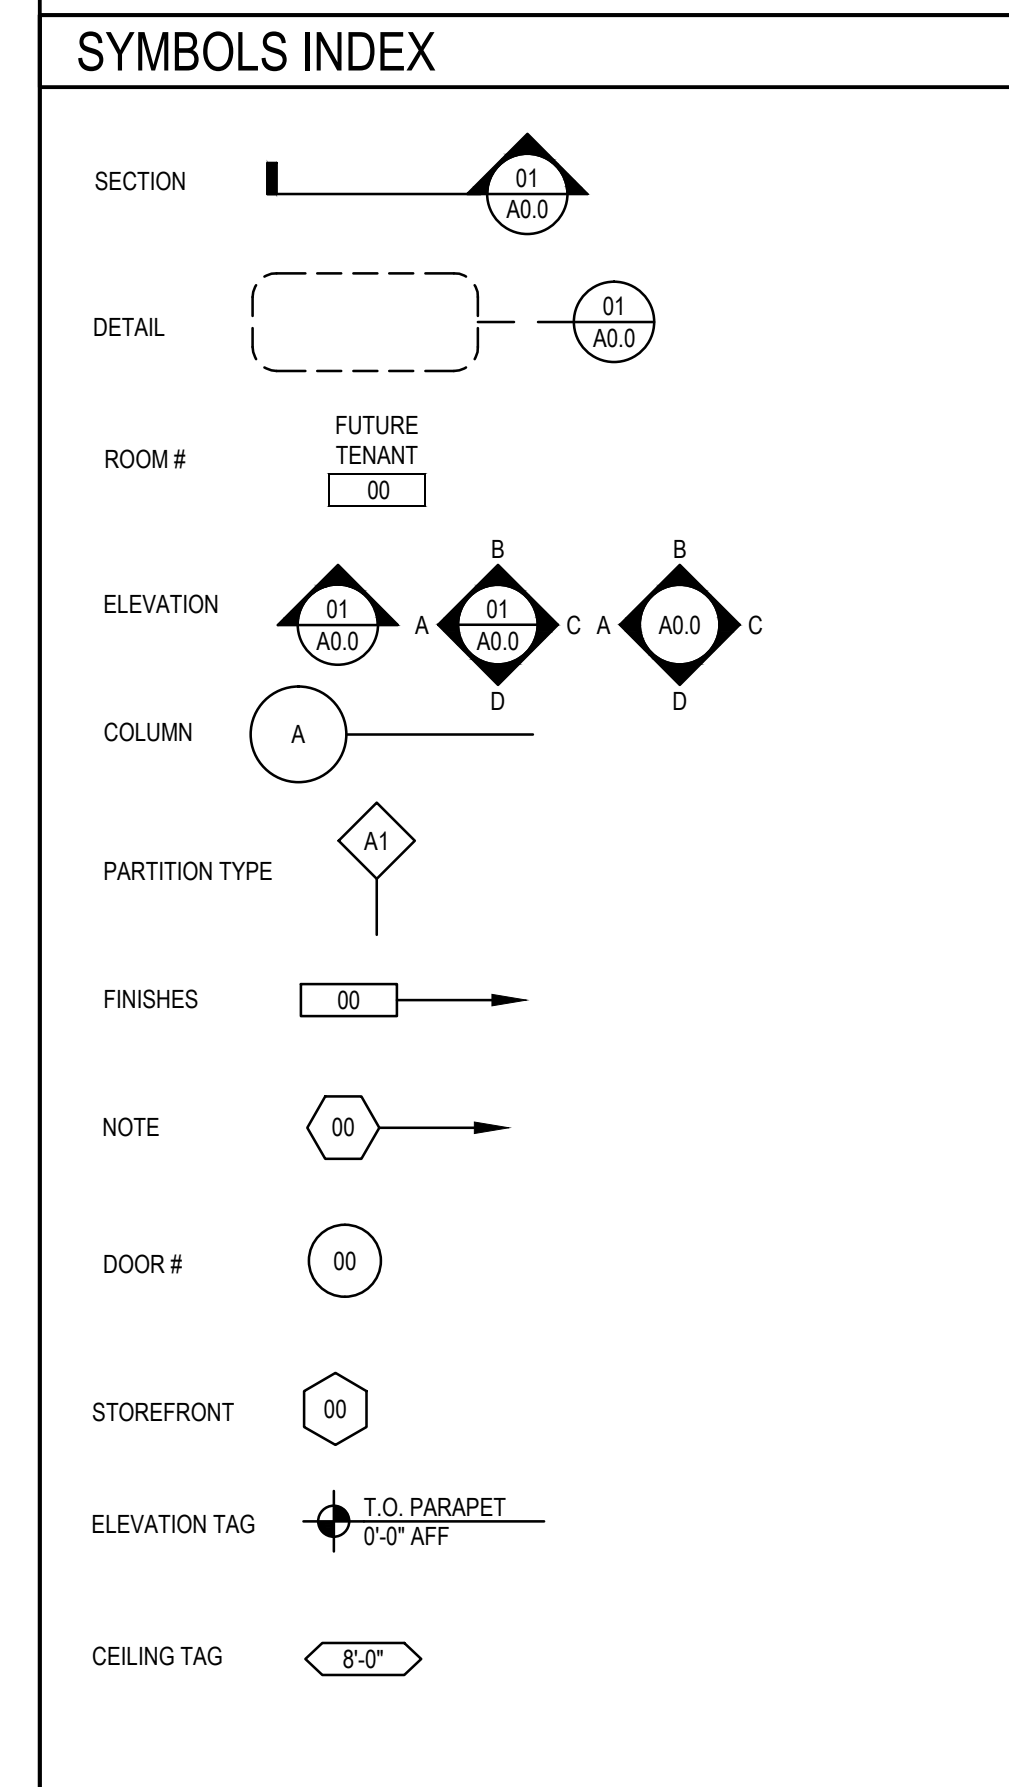 SYMBOLS INDEX
SECTION
01
A0.0
DETAIL
01
A0.0
ROOM #
FUTURE
TENANT
00
ELEVATION
01
A0.0
B
A
01
A0.0
C
D
B
A
A0.0
C
D
COLUMN
A
PARTITION TYPE
A1
FINISHES
00
NOTE
00
DOOR #
00
STOREFRONT
00
ELEVATION TAG
T.O. PARAPET
0'-0" AFF
CEILING TAG
8'-0"